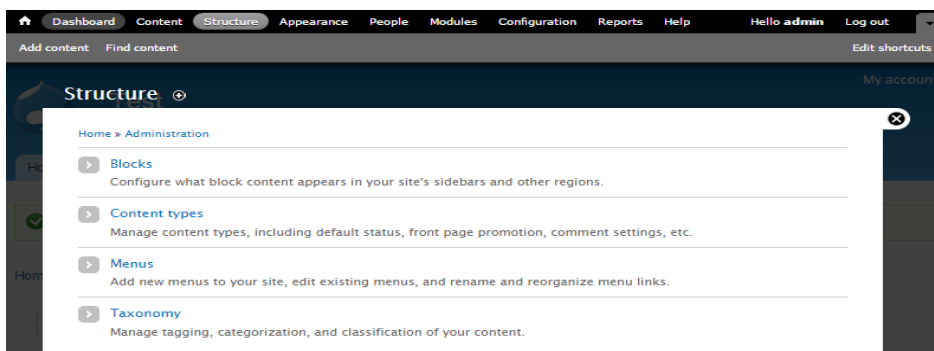 Dashboard Content Structure Appearance People Modules Configuration Reports Help Hello admin Log out
Add content Find content Edit shortcuts
My account
Structure
Test
Home » Administration
Blocks
Configure what block content appears in your site's sidebars and other regions.
Content types
Manage content types, including default status, front page promotion, comment settings, etc.
Menus
Add new menus to your site, edit existing menus, and rename and reorganize menu links.
Taxonomy
Manage tagging, categorization, and classification of your content.